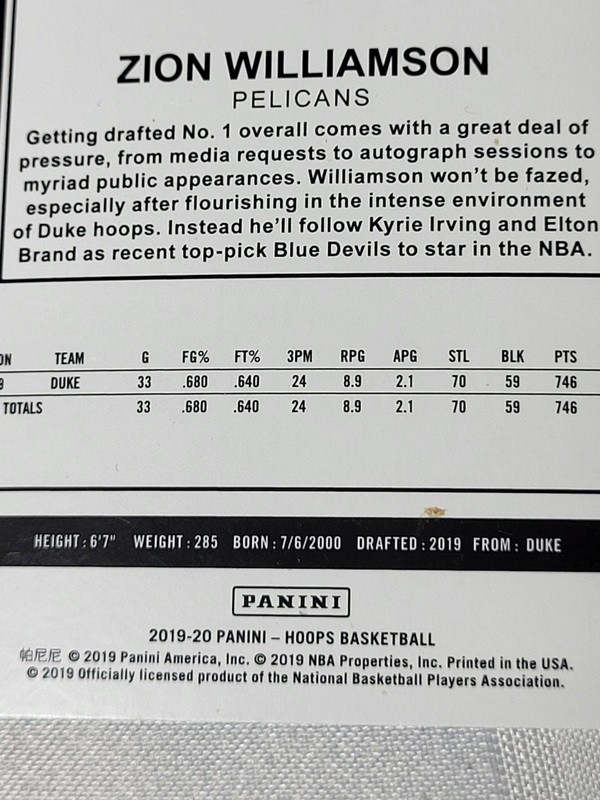 ZION WILLIAMSON
PELICANS
Getting drafted No. 1 overall comes with a great deal of
pressure, from media requests to autograph sessions to
myriad public appearances. Williamson won't be fazed,
especially after flourishing in the intense environment
of Duke hoops. Instead he'll follow Kyrie Irving and Elton
Brand as recent top-pick Blue Devils to star in the NBA.
ON TEAM G FG% FT% 3PM RPG APG STL BLK PTS
9 DUKE 33 .680 .640 24 8.9 2.1 70 59 746
TOTALS 33 .680 .640 24 8.9 2.1 70 59 746
HEIGHT: 6'7" WEIGHT: 285 BORN: 7/6/2000 DRAFTED: 2019 FROM: DUKE
PANINI
2019-20 PANINI – HOOPS BASKETBALL
帕尼尼 © 2019 Panini America, Inc. © 2019 NBA Properties, Inc. Printed in the USA.
© 2019 Officially licensed product of the National Basketball Players Association.